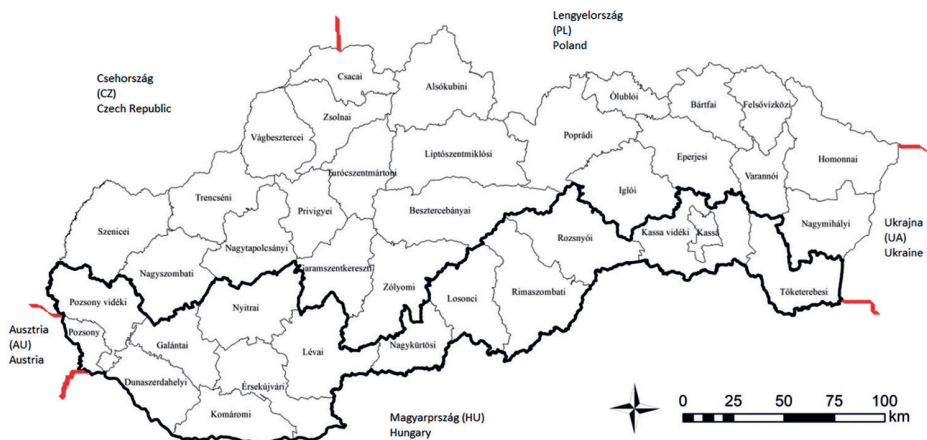 Lengyelország
(PL)
Poland
Csehország
(CZ)
Czech Republic
Csacai
Alsókubini
Ólublói
Bártfai
Felsővízközi
Zsolnai
Vágbesztercei
Poprádi
Liptószentmiklósi
Eperjesi
Homonnai
Turócszentmártoni
Varannói
Iglói
Trencséni
Privigyei
Besztercebányai
Szenicei
Nagytapolcsányi
Rozsnyói
Kassa vidéki
Kassa
Nagymihályi
Ukrajna
(UA)
Ukraine
Nagyszombati
Garamszentkereszti
Zólyomi
Losonci
Rimaszombati
Tőketerebesi
Pozsony vidéki
Nyitrai
Ausztria
(AU)
Austria
Pozsony
Galántai
Lévai
Nagykürtösi
Dunaszerdahelyi
Érsekújvári
Komáromi
Magyarprszág (HU)
Hungary
0 25 50 75 100
km